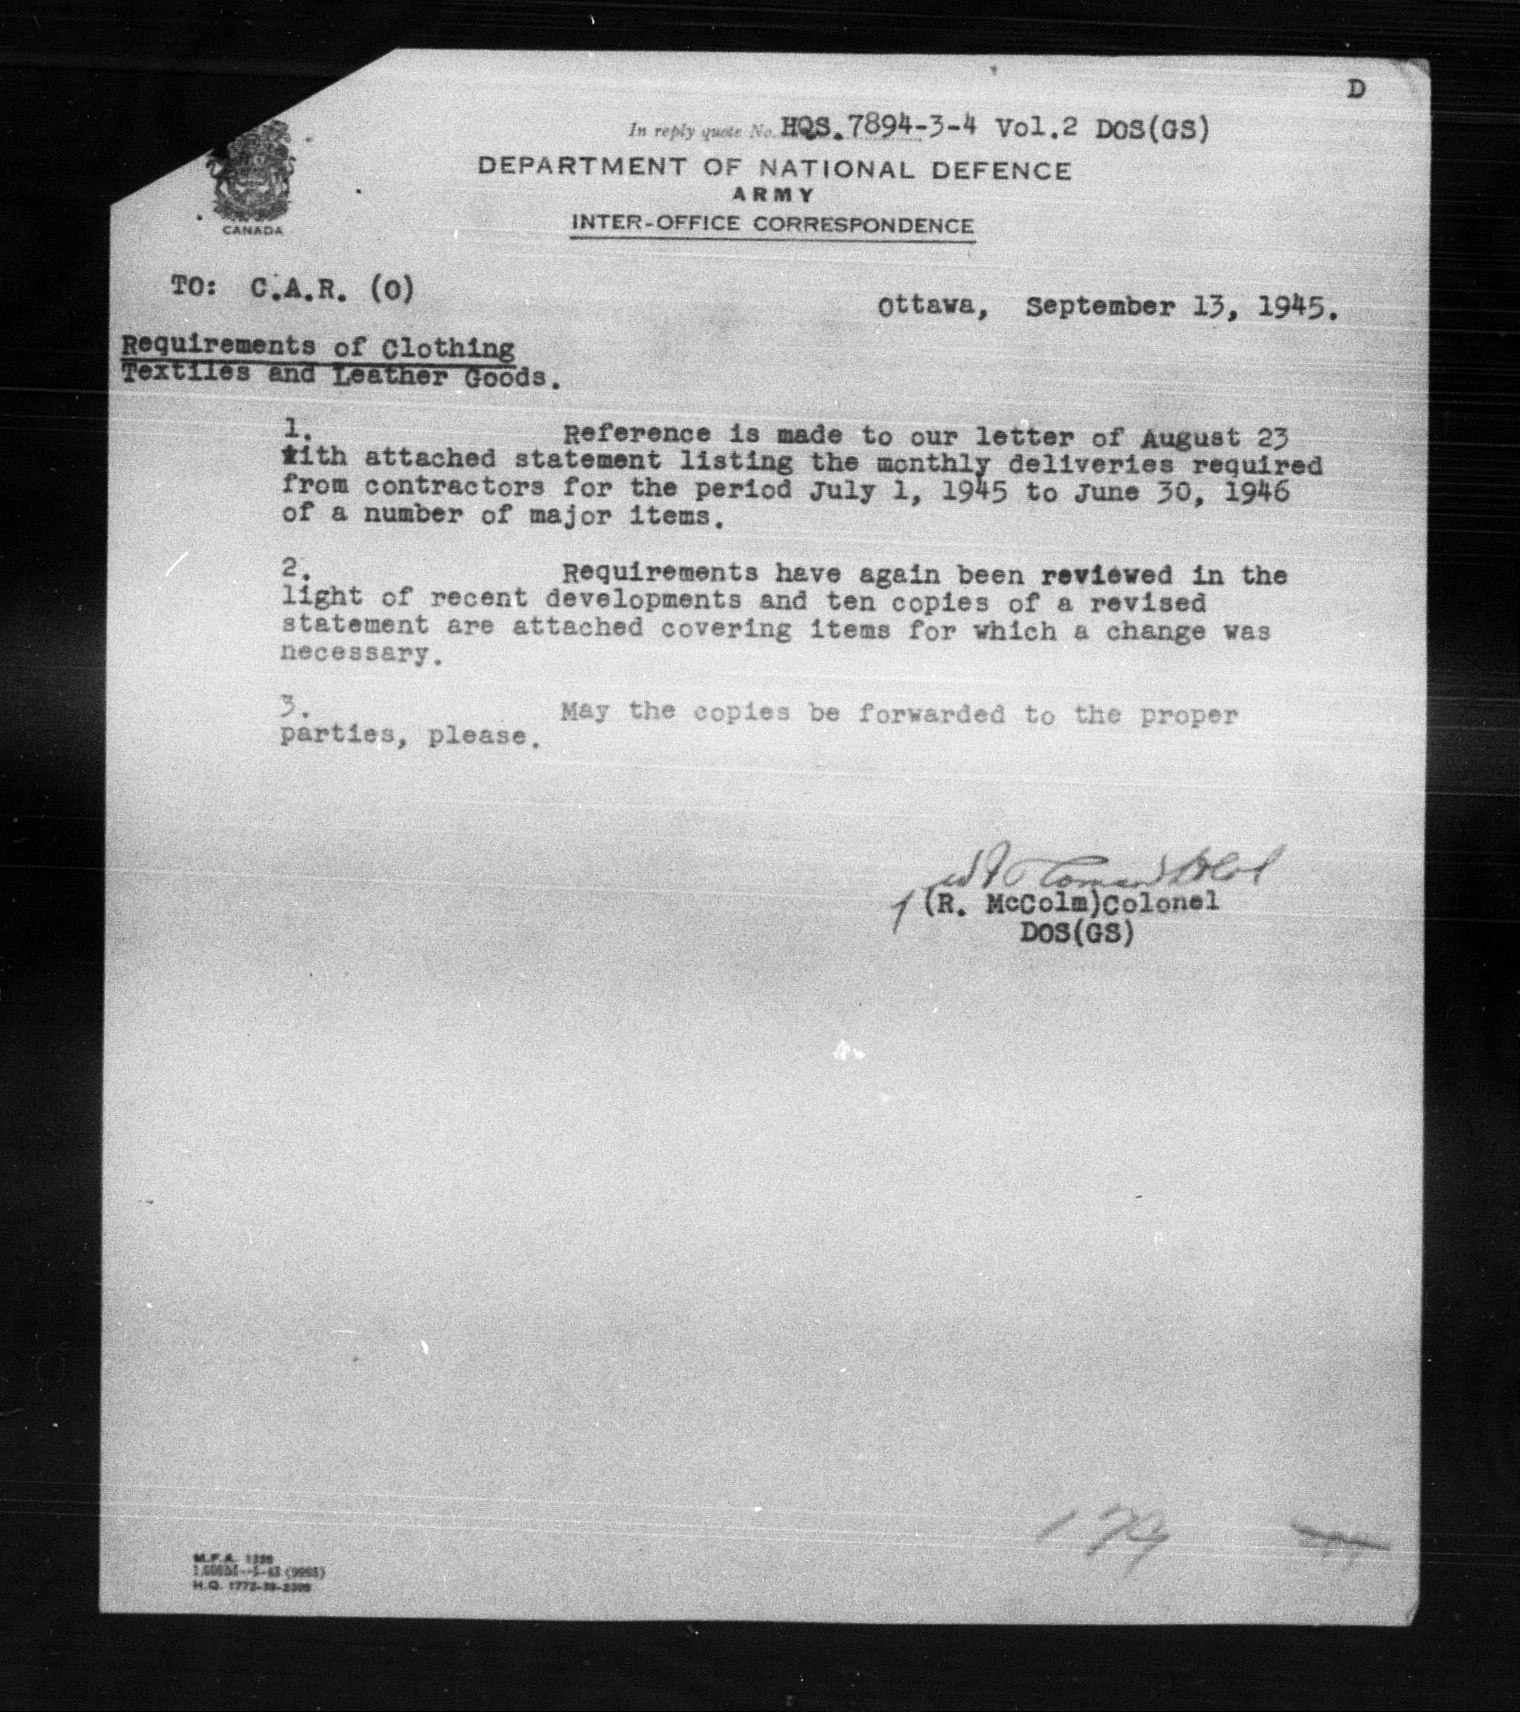 D
In reply quote No. HQS. 7894-3-4 Vol.2 DOS(GS)
DEPARTMENT OF NATIONAL DEFENCE
ARMY
INTER-OFFICE CORRESPONDENCE
CANADA
TO: C.A.R. (O)
Ottawa, September 13, 1945.
Requirements of Clothing
Textiles and Leather Goods.
1. Reference is made to our letter of August 23
with attached statement listing the monthly deliveries required
from contractors for the period July 1, 1945 to June 30, 1946
of a number of major items.
2. Requirements have again been reviewed in the
light of recent developments and ten copies of a revised
statement are attached covering items for which a change was
necessary.
3. May the copies be forwarded to the proper
parties, please.
(R. McColm)Colonel
DOS(GS)
M.F.A.
H.Q.